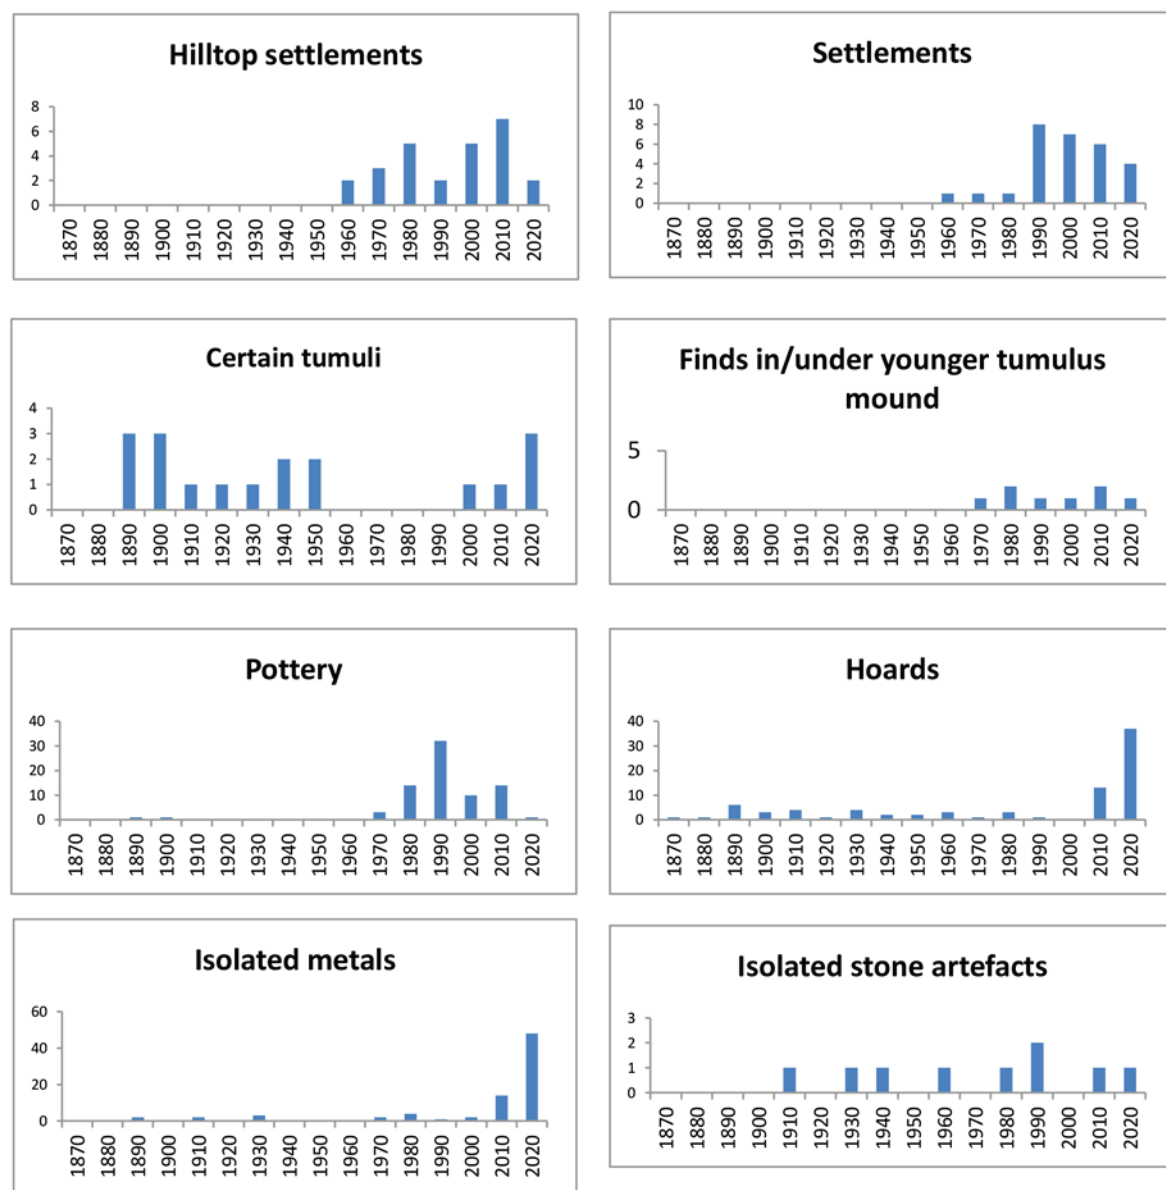 Hilltop settlements
8
6
4
2
0
1870 1880 1890 1900 1910 1920 1930 1940 1950 1960 1970 1980 1990 2000 2010 2020
Settlements
10
8
6
4
2
0
1870 1880 1890 1900 1910 1920 1930 1940 1950 1960 1970 1980 1990 2000 2010 2020
Certain tumuli
4
3
2
1
0
1870 1880 1890 1900 1910 1920 1930 1940 1950 1960 1970 1980 1990 2000 2010 2020
Finds in/under younger tumulus
mound
5
0
1870 1880 1890 1900 1910 1920 1930 1940 1950 1960 1970 1980 1990 2000 2010 2020
Pottery
40
30
20
10
0
1870 1880 1890 1900 1910 1920 1930 1940 1950 1960 1970 1980 1990 2000 2010 2020
Hoards
40
30
20
10
0
1870 1880 1890 1900 1910 1920 1930 1940 1950 1960 1970 1980 1990 2000 2010 2020
Isolated metals
60
40
20
0
1870 1880 1890 1900 1910 1920 1930 1940 1950 1960 1970 1980 1990 2000 2010 2020
Isolated stone artefacts
3
2
1
0
1870 1880 1890 1900 1910 1920 1930 1940 1950 1960 1970 1980 1990 2000 2010 2020